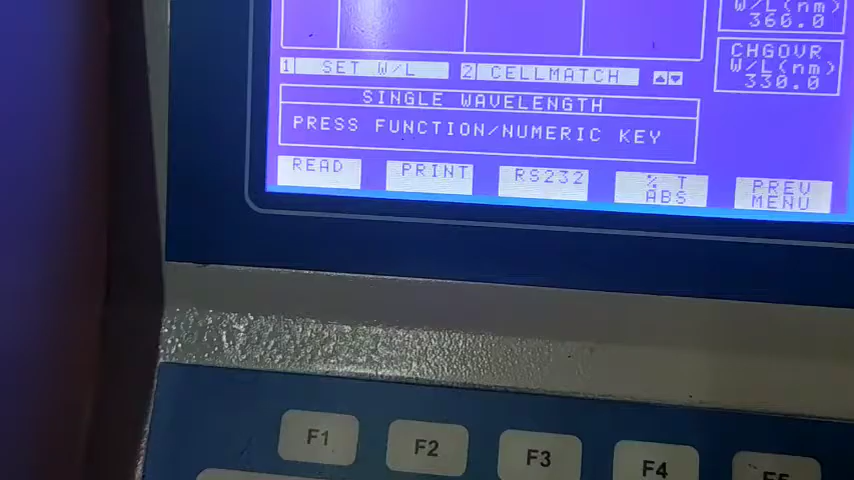 W/L(nm)
360.0
CHGOVR
W/L(nm)
330.0
1 SET W/L 2 CELLMATCH
SINGLE WAVELENGTH
PRESS FUNCTION/NUMERIC KEY
READ PRINT RS232 % T ABS PREV MENU
F1 F2 F3 F4 F5